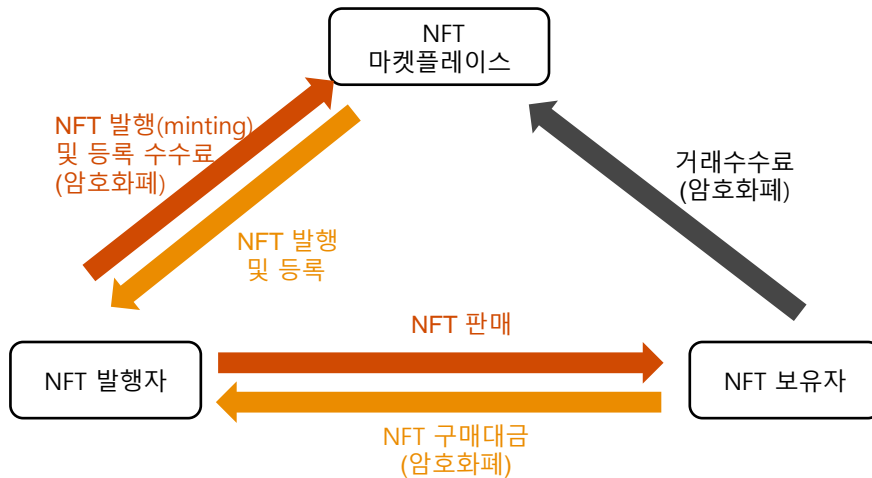 NFT
마켓플레이스
NFT 발행(minting)
및 등록 수수료
(암호화폐)
거래수수료
(암호화폐)
NFT 발행
및 등록
NFT 판매
NFT 발행자
NFT 보유자
NFT 구매대금
(암호화폐)